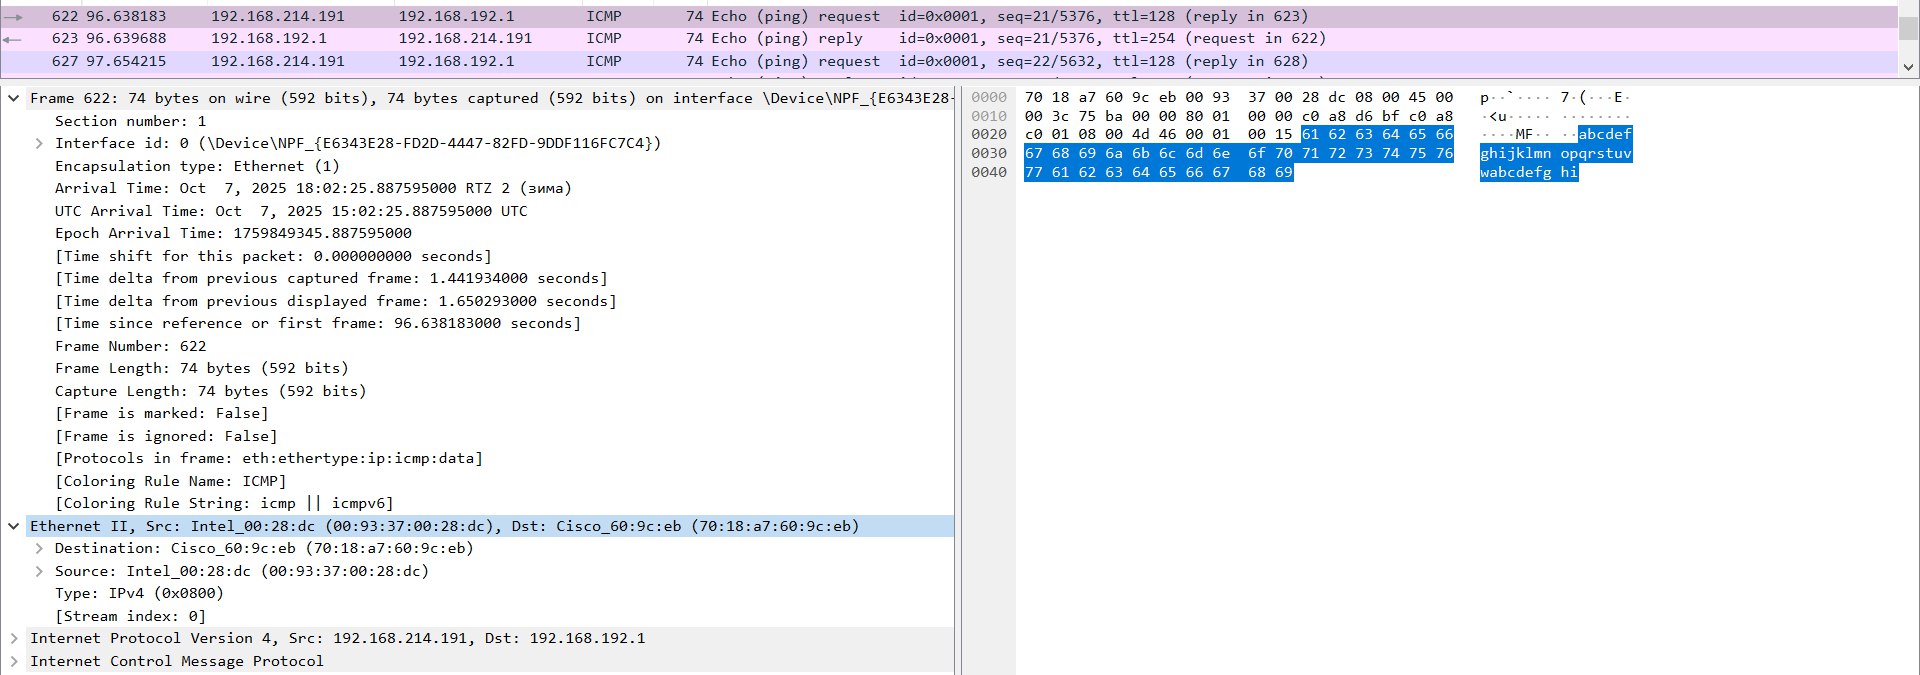 622 96.638183 192.168.214.191 192.168.192.1 ICMP 74 Echo (ping) request id=0x0001, seq=21/5376, ttl=128 (reply in 623)
623 96.639688 192.168.192.1 192.168.214.191 ICMP 74 Echo (ping) reply id=0x0001, seq=21/5376, ttl=254 (request in 622)
627 97.654215 192.168.214.191 192.168.192.1 ICMP 74 Echo (ping) request id=0x0001, seq=22/5632, ttl=128 (reply in 628)
Frame 622: 74 bytes on wire (592 bits), 74 bytes captured (592 bits) on interface \Device\NPF_{E6343E28-
Section number: 1
Interface id: 0 (\Device\NPF_{E6343E28-FD2D-4447-82FD-9DDF116FC7C4})
Encapsulation type: Ethernet (1)
Arrival Time: Oct  7, 2025 18:02:25.887595000 RTZ 2 (зима)
UTC Arrival Time: Oct  7, 2025 15:02:25.887595000 UTC
Epoch Arrival Time: 1759849345.887595000
[Time shift for this packet: 0.000000000 seconds]
[Time delta from previous captured frame: 1.441934000 seconds]
[Time delta from previous displayed frame: 1.650293000 seconds]
[Time since reference or first frame: 96.638183000 seconds]
Frame Number: 622
Frame Length: 74 bytes (592 bits)
Capture Length: 74 bytes (592 bits)
[Frame is marked: False]
[Frame is ignored: False]
[Protocols in frame: eth:ethertype:ip:icmp:data]
[Coloring Rule Name: ICMP]
[Coloring Rule String: icmp || icmpv6]
Ethernet II, Src: Intel_00:28:dc (00:93:37:00:28:dc), Dst: Cisco_60:9c:eb (70:18:a7:60:9c:eb)
Destination: Cisco_60:9c:eb (70:18:a7:60:9c:eb)
Source: Intel_00:28:dc (00:93:37:00:28:dc)
Type: IPv4 (0x0800)
[Stream index: 0]
Internet Protocol Version 4, Src: 192.168.214.191, Dst: 192.168.192.1
Internet Control Message Protocol
0000 70 18 a7 60 9c eb 00 93 37 00 28 dc 08 00 45 00 p··`···· 7·(···E·
0010 00 3c 75 ba 00 00 80 01 00 00 c0 a8 d6 bf c0 a8 ·<u····· ········
0020 c0 01 08 00 4d 46 00 01 00 15 61 62 63 64 65 66 ····MF·· ··abcdef
0030 67 68 69 6a 6b 6c 6d 6e 6f 70 71 72 73 74 75 76 ghijklmn opqrstuv
0040 77 61 62 63 64 65 66 67 68 69 wabcdefg hi